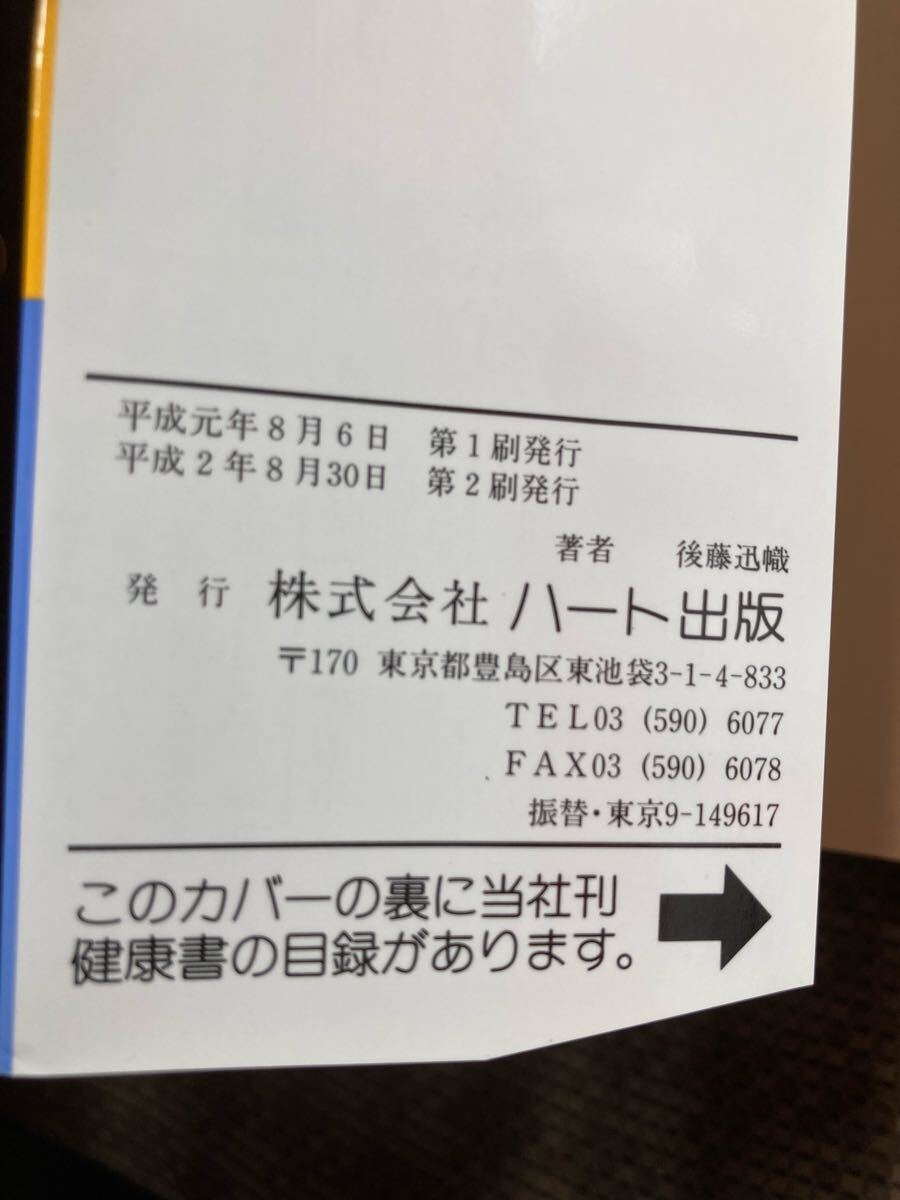 平成元年8月6日 第1刷発行
平成2年8月30日 第2刷発行
著者 後藤迅幟
発行 株式会社ハート出版
〒170 東京都豊島区東池袋3-1-4-833
TEL03 (590) 6077
FAX03 (590) 6078
振替・東京9-149617
このカバーの裏に当社刊
健康書の目録があります。